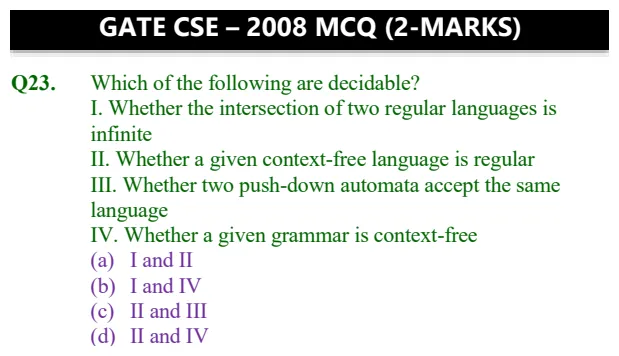 GATE CSE – 2008 MCQ (2-MARKS)
Q23. Which of the following are decidable?
I. Whether the intersection of two regular languages is
infinite
II. Whether a given context-free language is regular
III. Whether two push-down automata accept the same
language
IV. Whether a given grammar is context-free
(a) I and II
(b) I and IV
(c) II and III
(d) II and IV